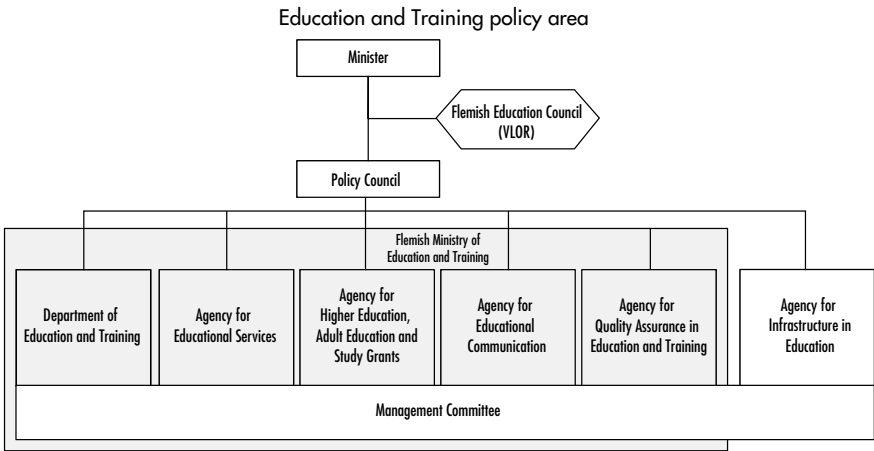 Education and Training policy area
Minister
Flemish Education Council
(VLOR)
Policy Council
Flemish Ministry of
Education and Training
Department of
Education and Training
Agency for
Educational Services
Agency for
Higher Education,
Adult Education and
Study Grants
Agency for
Educational
Communication
Agency for
Quality Assurance in
Education and Training
Agency for
Infrastructure in
Education
Management Committee